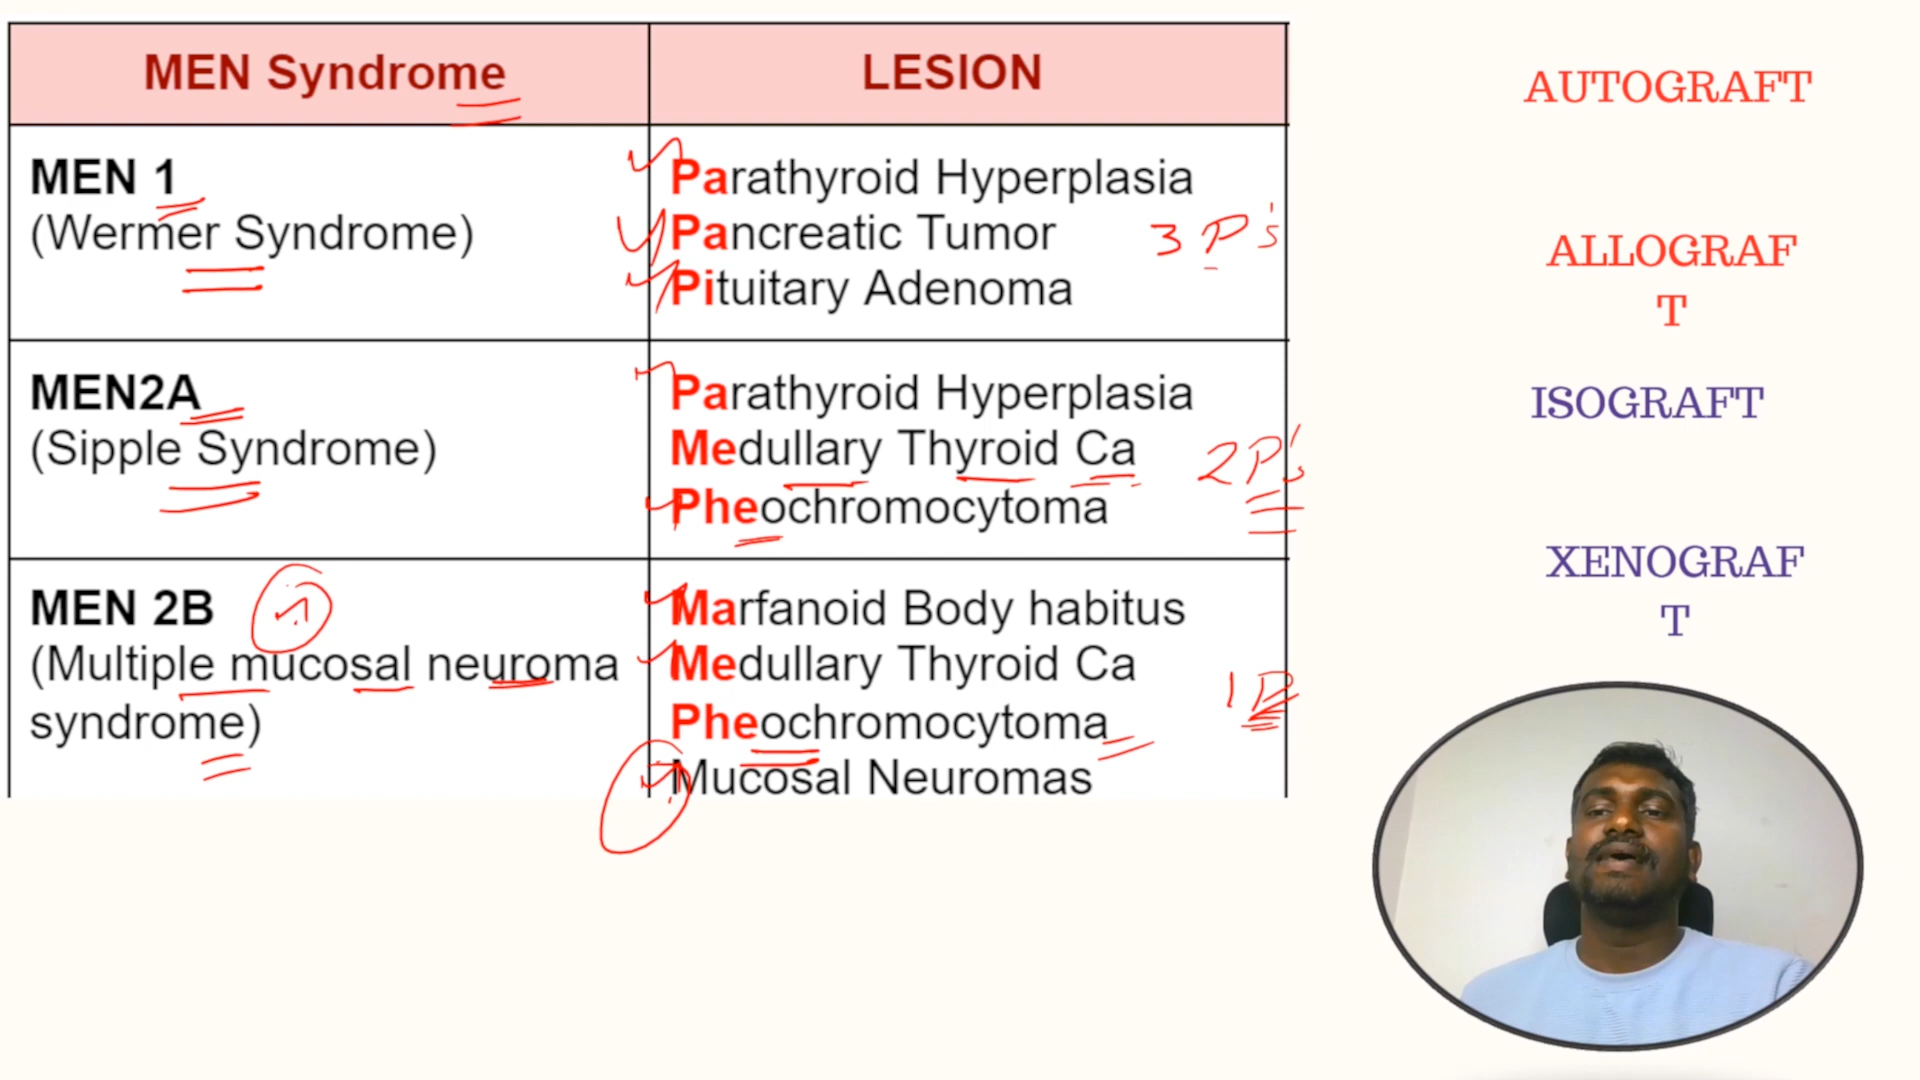 MEN Syndrome
LESION
MEN 1
(Wermer Syndrome)
Parathyroid Hyperplasia
Pancreatic Tumor
Pituitary Adenoma
3 P's
MEN2A
(Sipple Syndrome)
Parathyroid Hyperplasia
Medullary Thyroid Ca
Pheochromocytoma
2P's
MEN 2B
(Multiple mucosal neuroma
syndrome)
Marfanoid Body habitus
Medullary Thyroid Ca
Pheochromocytoma
Mucosal Neuromas
1P
AUTOGRAFT
ALLOGRAF
T
ISOGRAFT
XENOGRAF
T